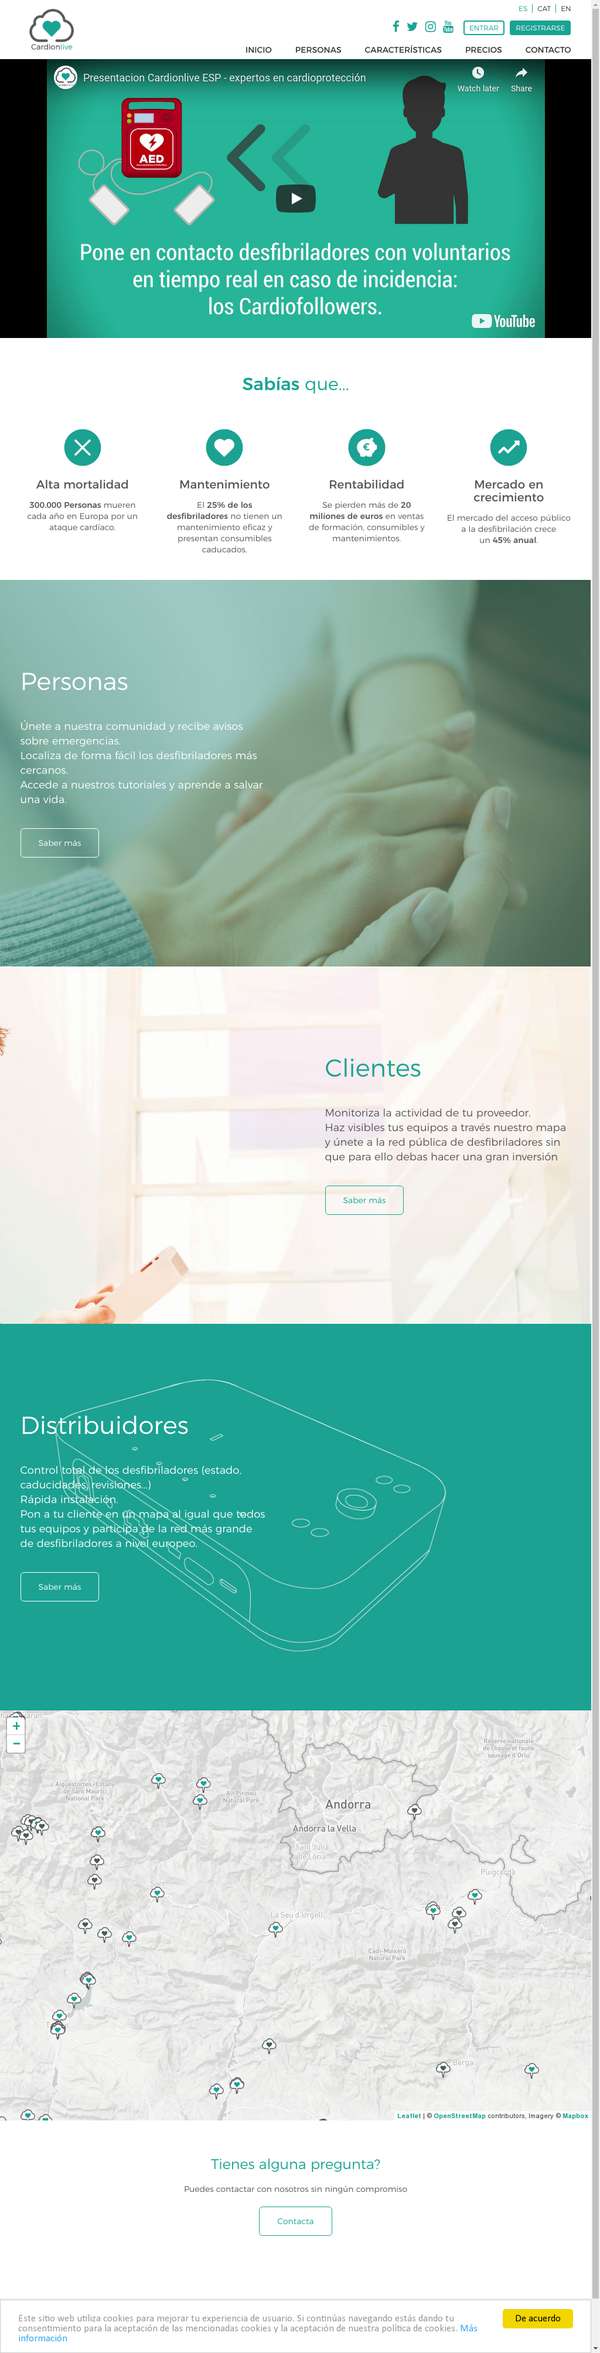 ES | CAT | EN
Cardionlive
ENTRAR
REGISTRARSE
INICIO
PERSONAS
CARACTERÍSTICAS
PRECIOS
CONTACTO
Presentacion Cardionlive ESP - expertos en cardioprotección
Watch later
Share
AED
Pone en contacto desfibriladores con voluntarios
en tiempo real en caso de incidencia:
los Cardiofollowers.
YouTube
Sabías que...
Alta mortalidad
300.000 Personas mueren
cada año en Europa por un
ataque cardíaco.
Mantenimiento
El 25% de los
desfibriladores no tienen un
mantenimiento eficaz y
presentan consumibles
caducados.
Rentabilidad
Se pierden más de 20
miliones de euros en ventas
de formación, consumibles y
mantenimientos.
Mercado en
crecimiento
El mercado del acceso público
a la desfibrilación crece
un 45% anual.
Personas
Únete a nuestra comunidad y recibe avisos
sobre emergencias.
Localiza de forma fácil los desfibriladores más
cercanos.
Accede a nuestros tutoriales y aprende a salvar
una vida.
Saber más
Clientes
Monitoriza la actividad de tu proveedor.
Haz visibles tus equipos a través nuestro mapa
y únete a la red pública de desfibriladores sin
que para ello debas hacer una gran inversión
Saber más
Distribuidores
Control total de los desfibriladores (estado,
caducidades, revisiones...)
Rápida instalación.
Pon a tu cliente en un mapa al igual que todos
tus equipos y participa de la red más grande
de desfibriladores a nivel europeo.
Saber más
+
−
Andorra
Andorra la Vella
La Seu d'Urgell
Puigcerdà
Cadí-Moixeró
Natural Park
Berga
Leaflet | © OpenStreetMap contributors, Imagery © Mapbox
Tienes alguna pregunta?
Puedes contactar con nosotros sin ningún compromiso
Contacta
Este sitio web utiliza cookies para mejorar tu experiencia de usuario. Si continúas navegando estás dando tu
consentimiento para la aceptación de las mencionadas cookies y la aceptación de nuestra política de cookies. Más
información
De acuerdo